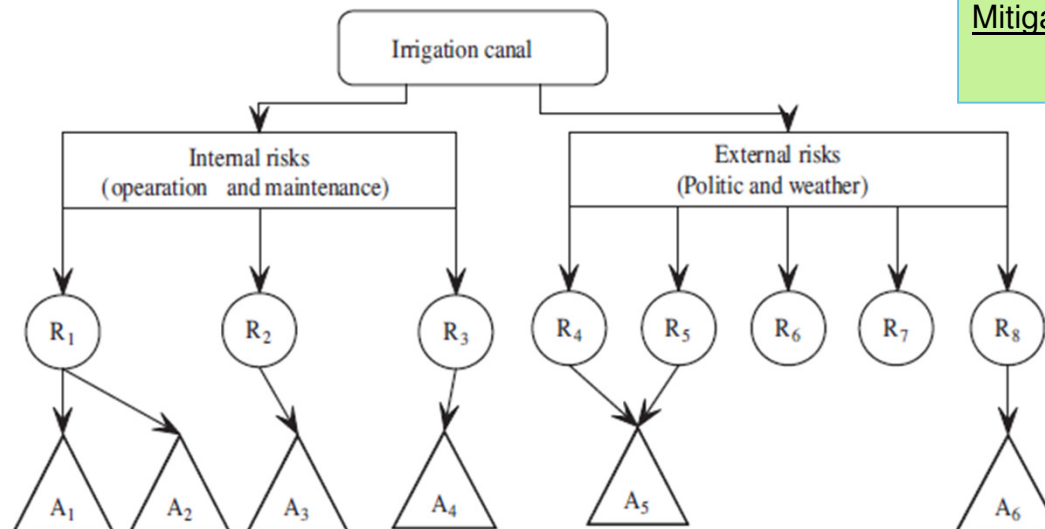 Irrigation canal
Internal risks
(opearation and maintenance)
External risks
(Politic and weather)
R₁
R₂
R₃
R₄
R₅
R₆
R₇
R₈
A₁
A₂
A₃
A₄
A₅
A₆